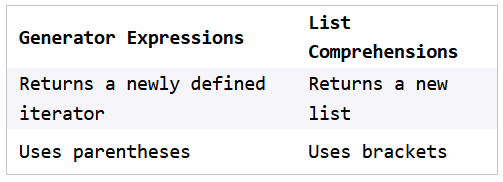 Generator Expressions
List
Comprehensions
Returns a newly defined
iterator
Returns a new
list
Uses parentheses
Uses brackets